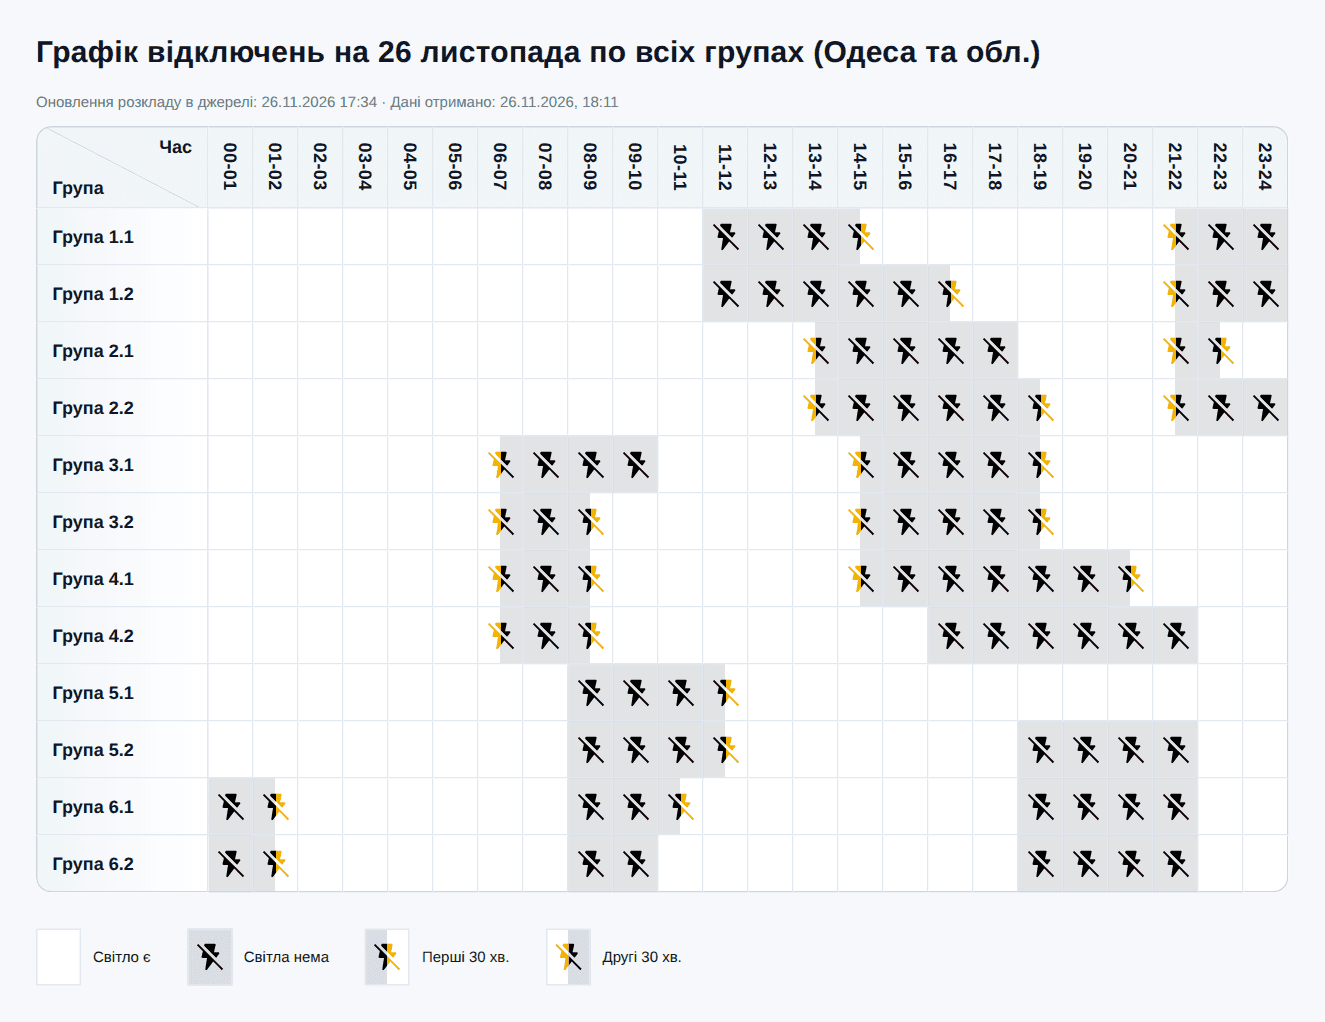 Графік відключень на 26 листопада по всіх групах (Одеса та обл.)
Оновлення розкладу в джерелі: 26.11.2026 17:34 · Дані отримано: 26.11.2026, 18:11
Час
Група
00-01 01-02 02-03 03-04 04-05 05-06 06-07 07-08 08-09 09-10 10-11 11-12 12-13 13-14 14-15 15-16 16-17 17-18 18-19 19-20 20-21 21-22 22-23 23-24
Група 1.1
Група 1.2
Група 2.1
Група 2.2
Група 3.1
Група 3.2
Група 4.1
Група 4.2
Група 5.1
Група 5.2
Група 6.1
Група 6.2
Світло є Світла нема Перші 30 хв. Другі 30 хв.